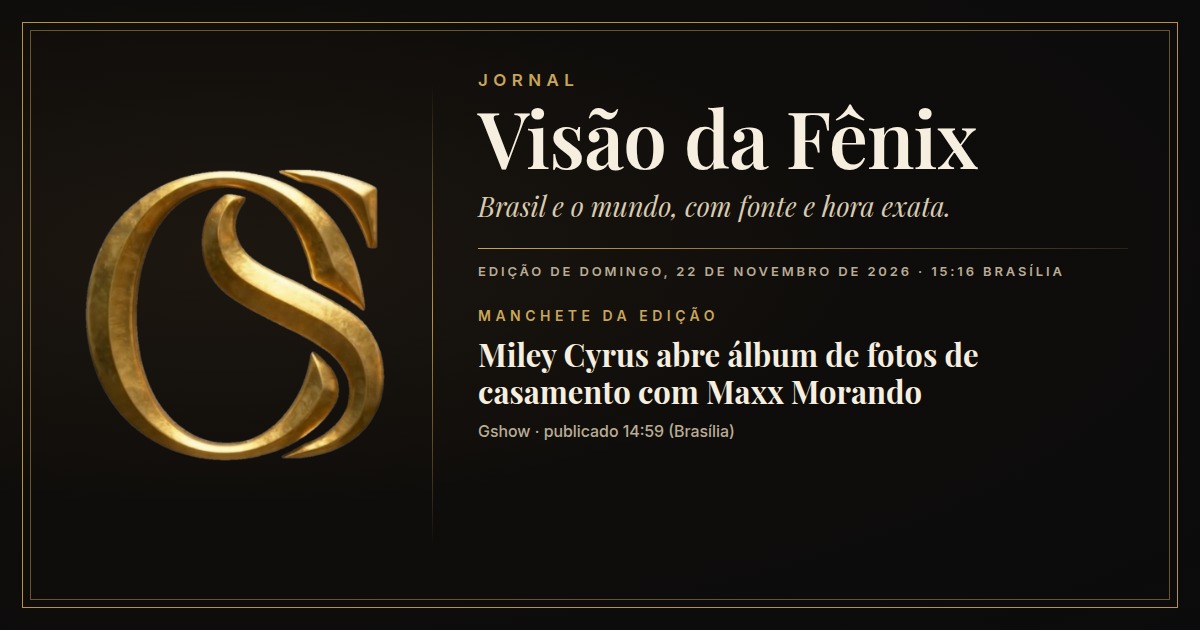 CS
JORNAL
Visão da Fênix
Brasil e o mundo, com fonte e hora exata.
EDIÇÃO DE DOMINGO, 22 DE NOVEMBRO DE 2026 · 15:16 BRASÍLIA
MANCHETE DA EDIÇÃO
Miley Cyrus abre álbum de fotos de
casamento com Maxx Morando
Gshow · publicado 14:59 (Brasília)